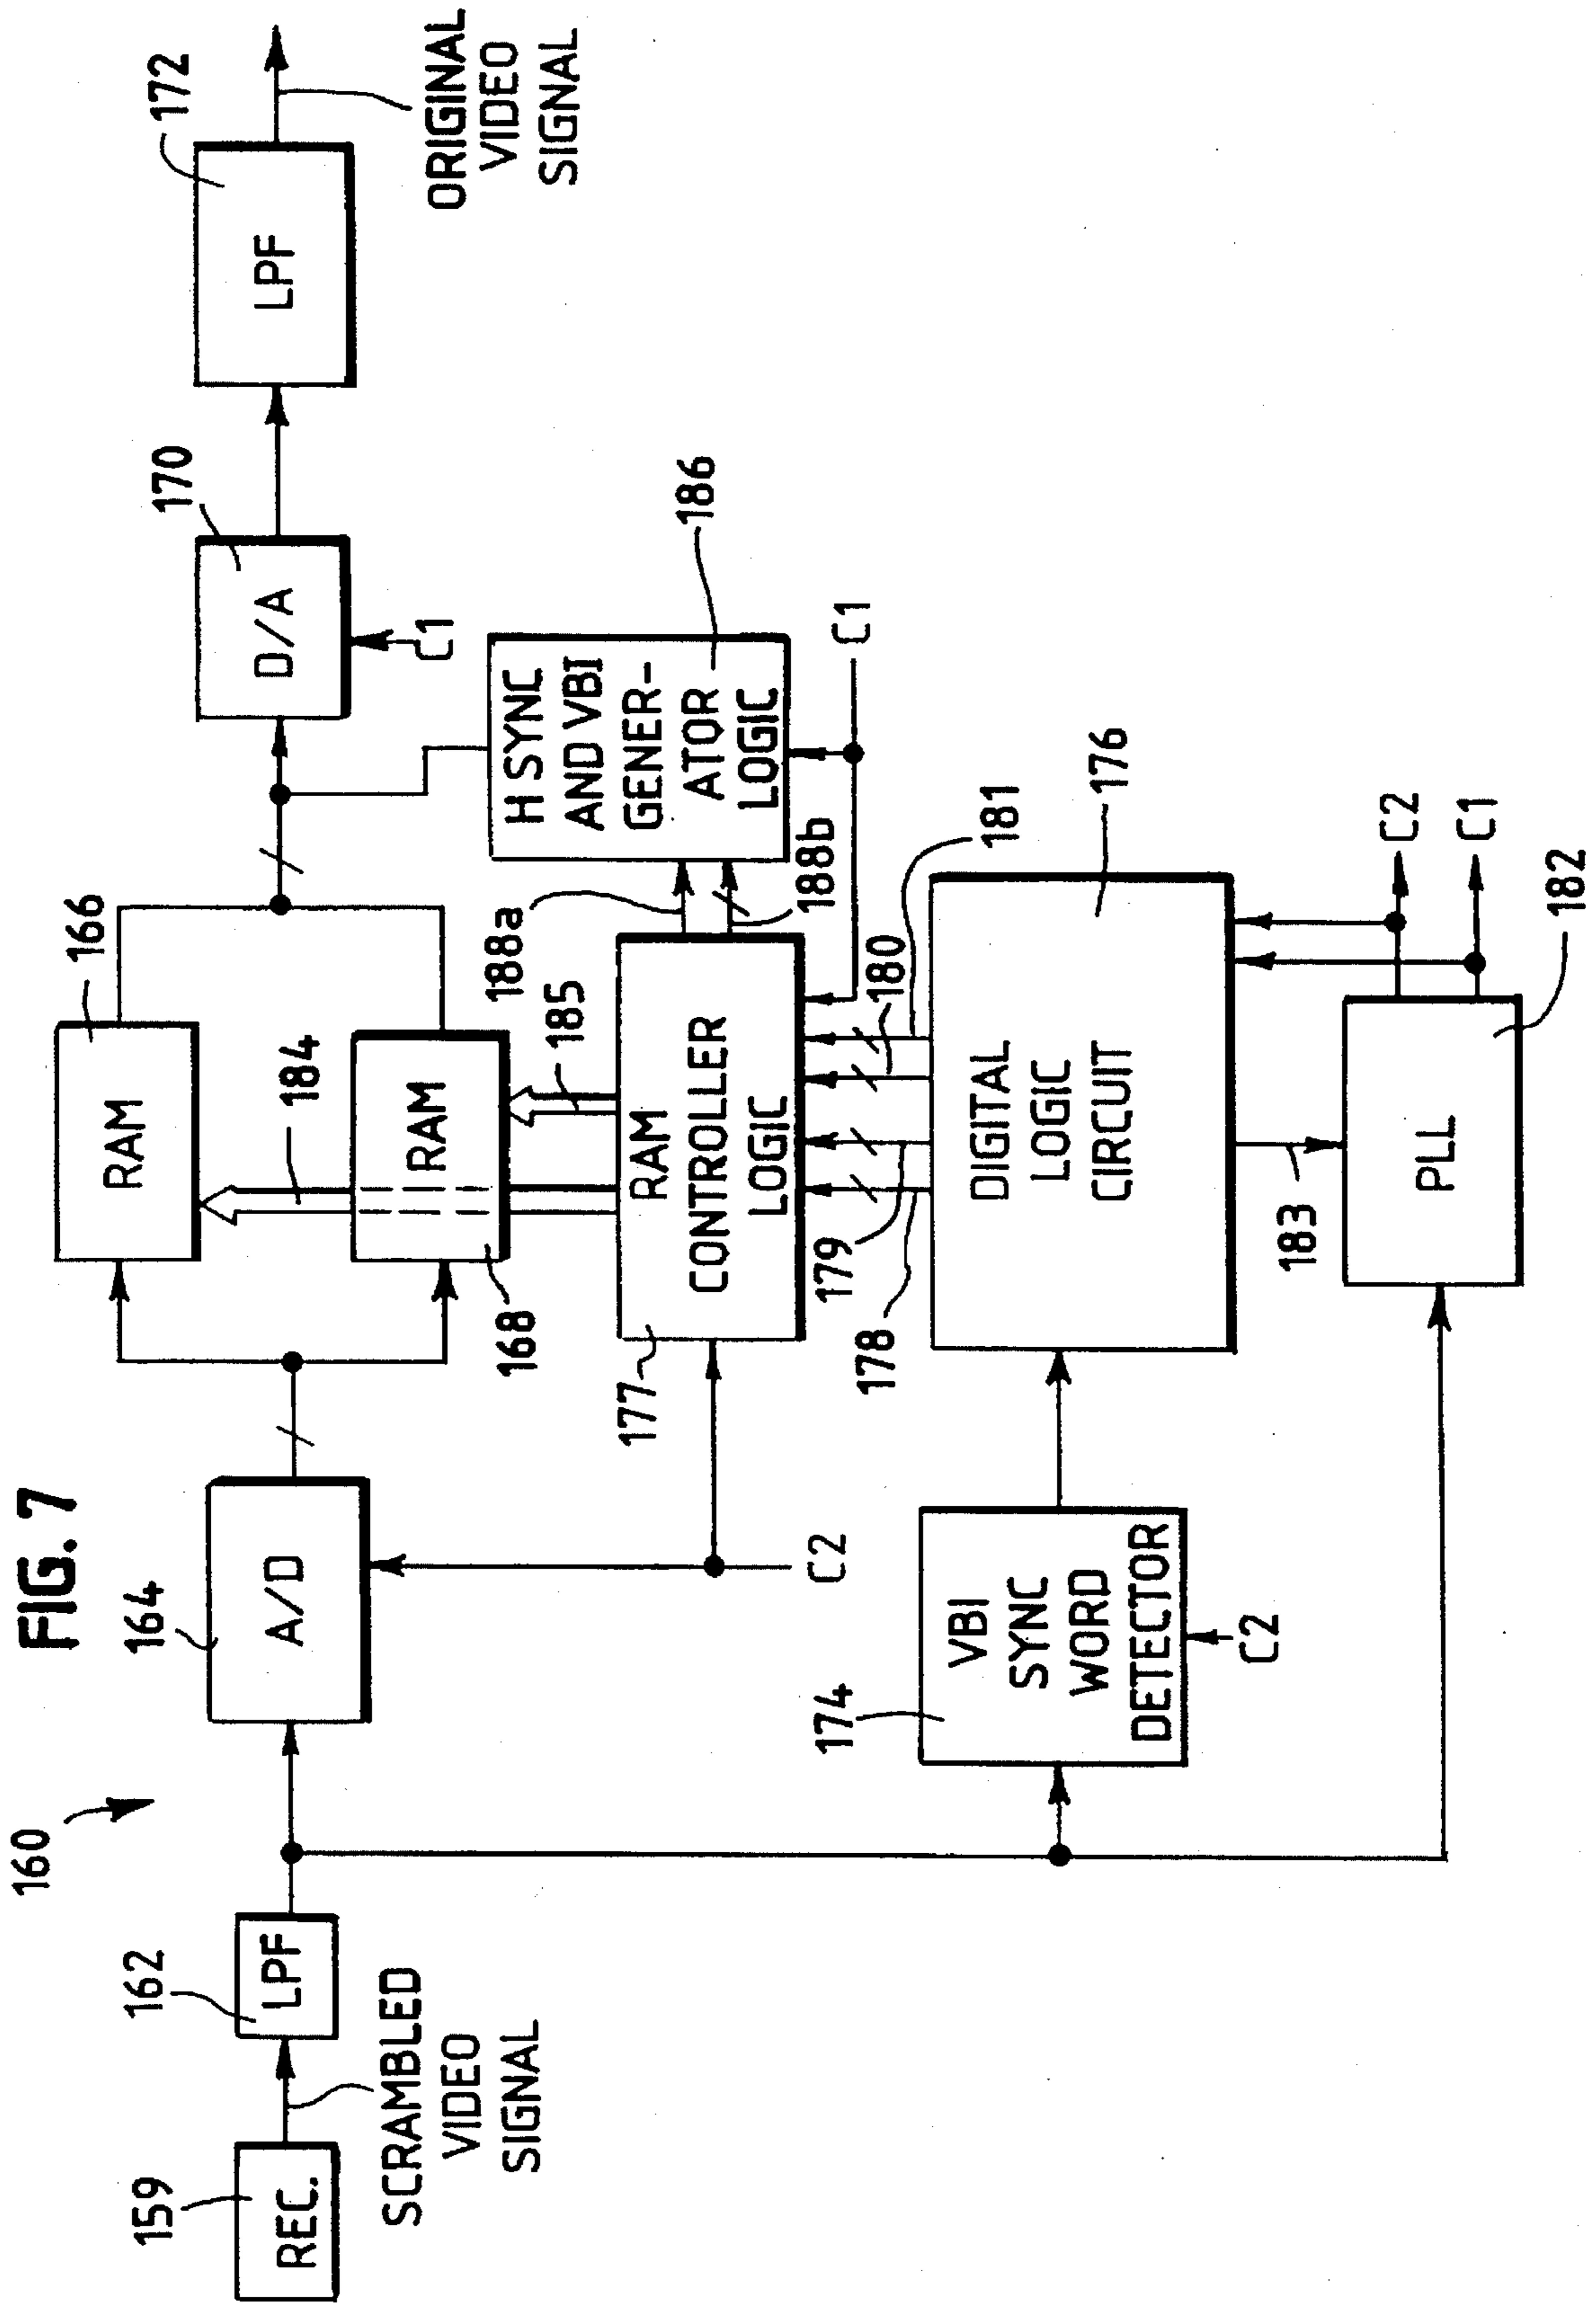 FIG. 7
160
159
REC.
SCRAMBLED
VIDEO
SIGNAL
162
LPF
164
A/D
C2
166
RAM
168
RAM
184
185
170
D/A
C1
172
LPF
ORIGINAL
VIDEO
SIGNAL
177
RAM
CONTROLLER
LOGIC
188a
188b
186
H SYNC
AND VBI
GENER-
ATOR
LOGIC
C1
174
VBI
SYNC
WORD
DETECTOR
C2
178
179
180
181
176
DIGITAL
LOGIC
CIRCUIT
183
182
PLL
C2
C1